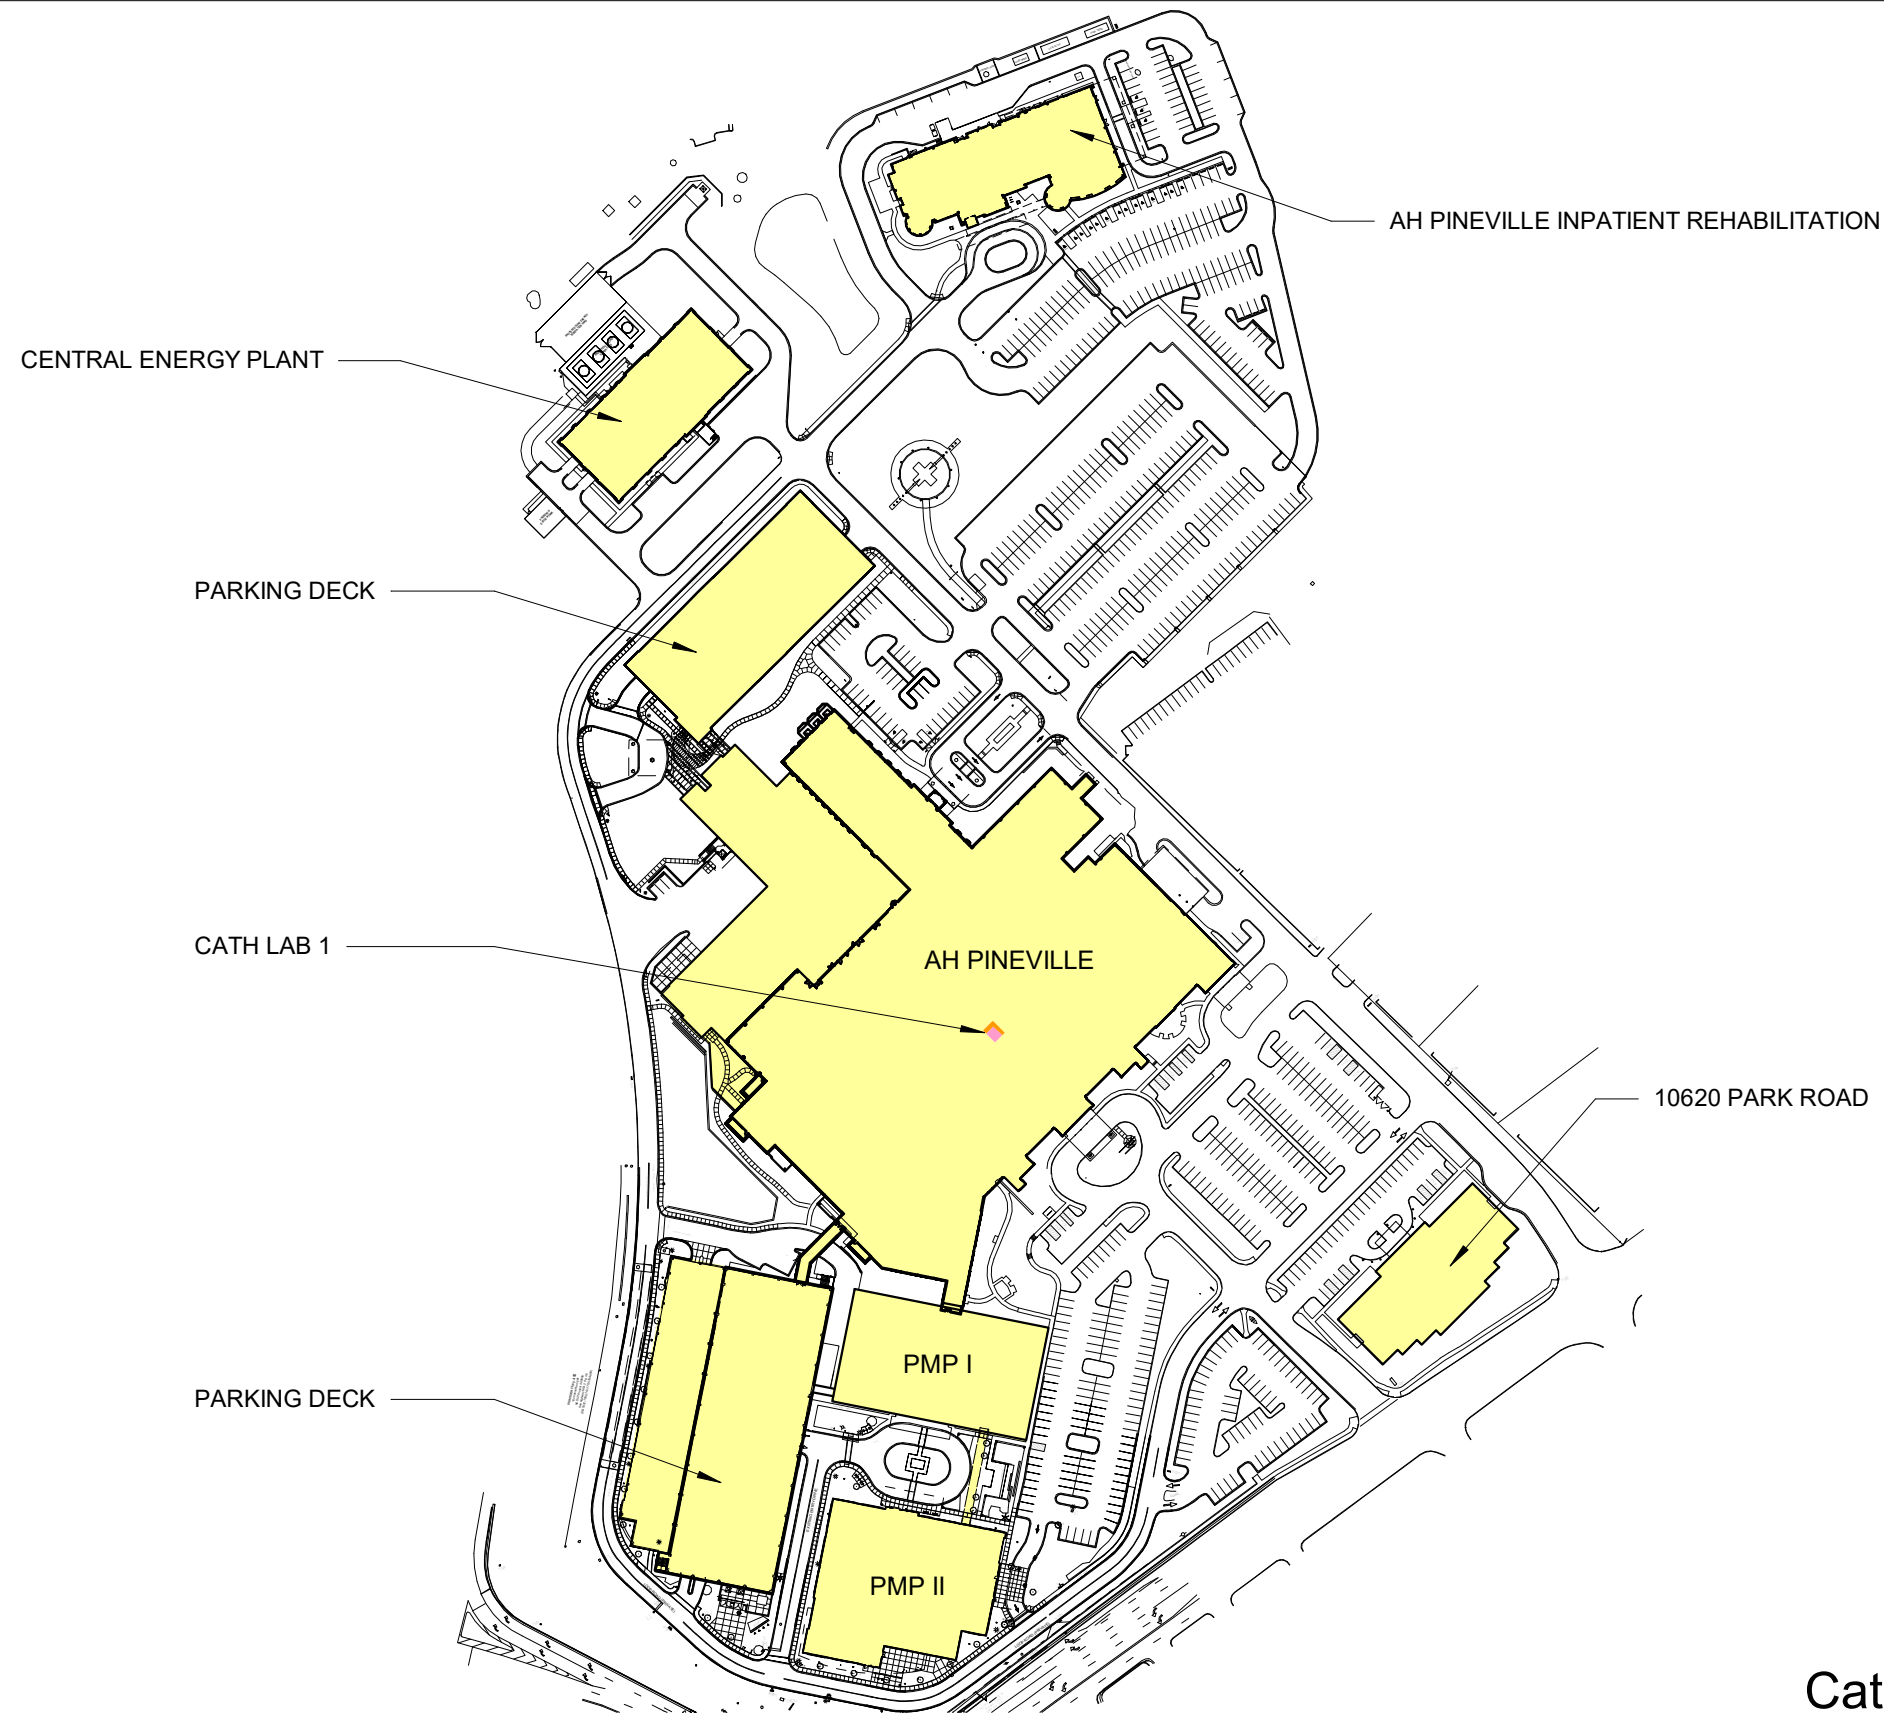 AH PINEVILLE INPATIENT REHABILITATION
CENTRAL ENERGY PLANT
PARKING DECK
CATH LAB 1
AH PINEVILLE
10620 PARK ROAD
PMP I
PARKING DECK
PMP II
Cat